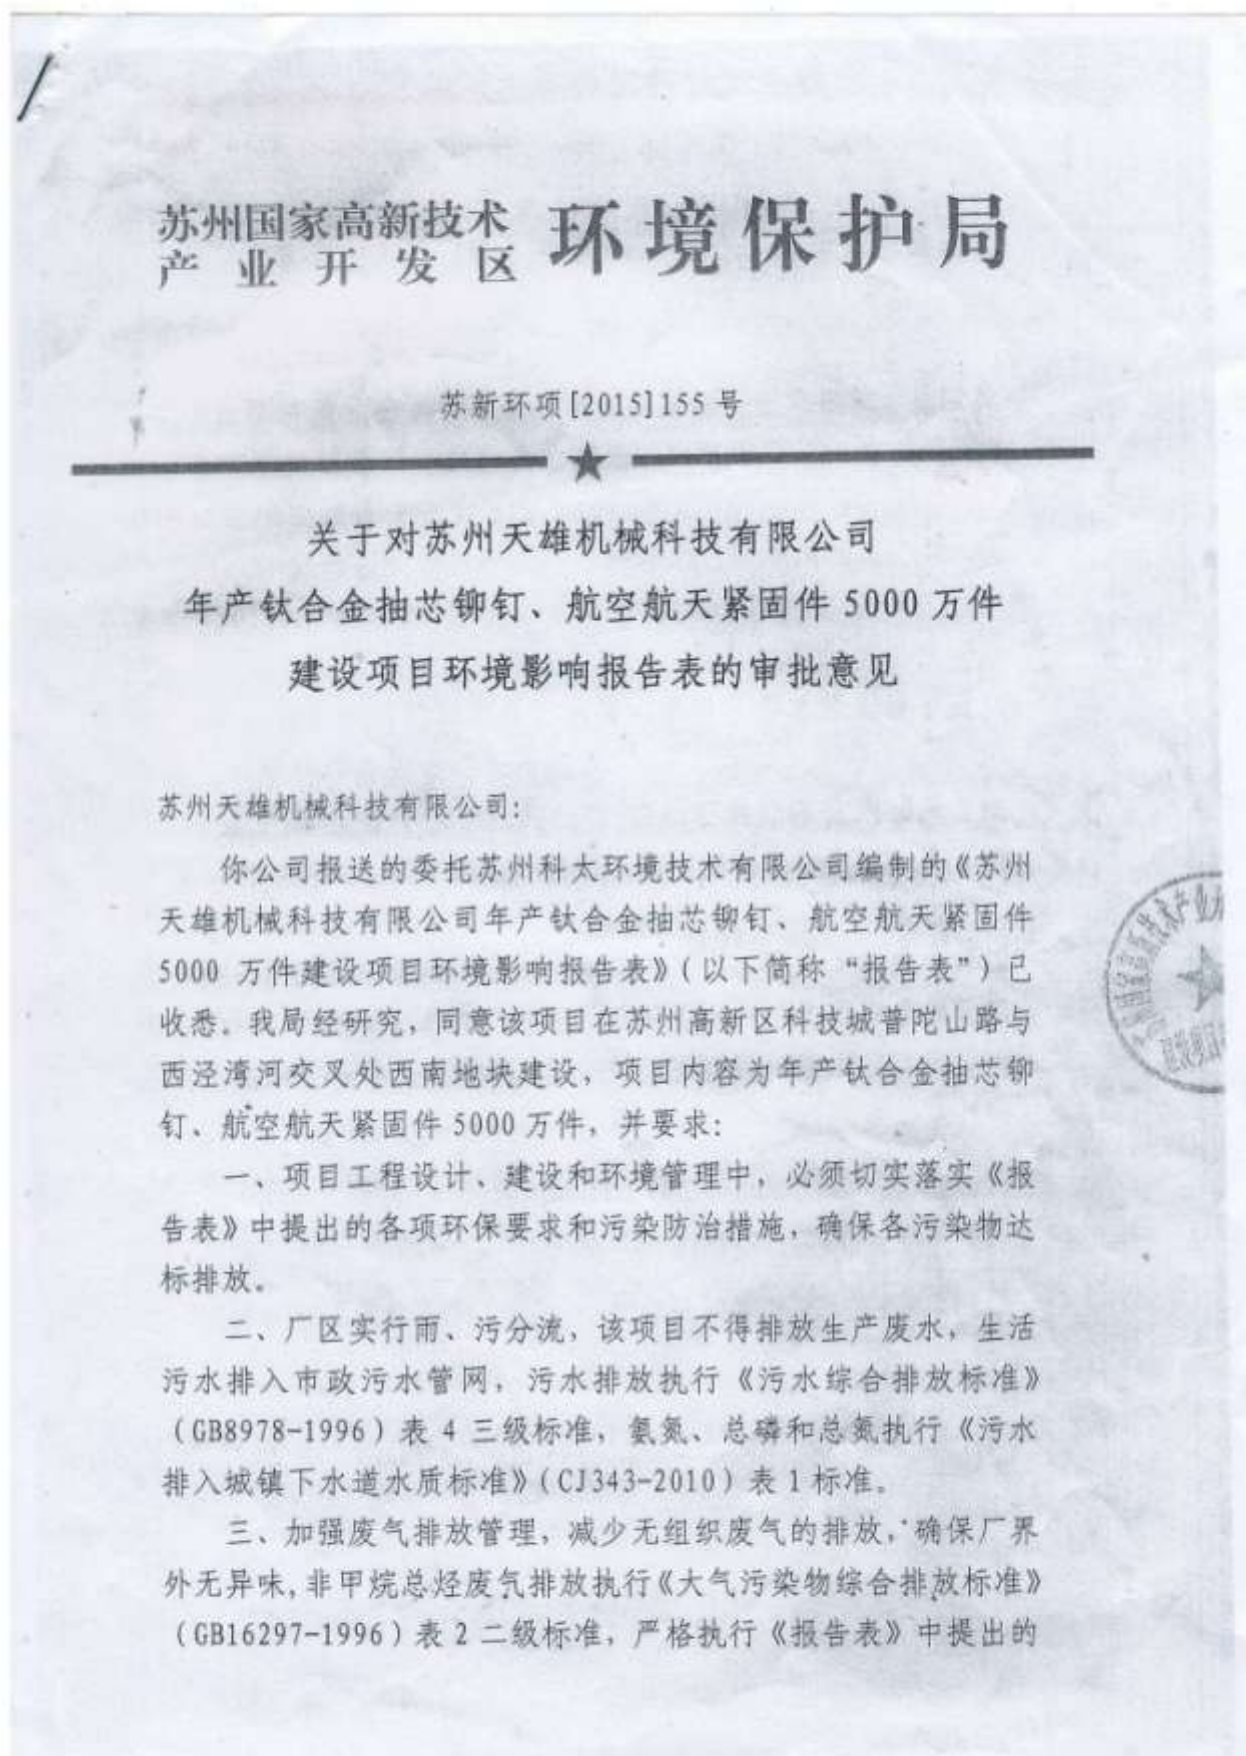 苏州国家高新技术
产业开发区 环境保护局
苏新环项[2015]155号
关于对苏州天雄机械科技有限公司
年产钛合金抽芯铆钉、航空航天紧固件 5000 万件
建设项目环境影响报告表的审批意见
苏州天雄机械科技有限公司:
你公司报送的委托苏州科太环境技术有限公司编制的《苏州
天雄机械科技有限公司年产钛合金抽芯铆钉、航空航天紧固件
5000 万件建设项目环境影响报告表》(以下简称“报告表”)已
收悉。我局经研究，同意该项目在苏州高新区科技城普陀山路与
西泾湾河交叉处西南地块建设，项目内容为年产钛合金抽芯铆
钉、航空航天紧固件 5000 万件，并要求:
一、项目工程设计、建设和环境管理中，必须切实落实《报
告表》中提出的各项环保要求和污染防治措施，确保各污染物达
标排放。
二、厂区实行雨、污分流，该项目不得排放生产废水，生活
污水排入市政污水管网，污水排放执行《污水综合排放标准》
(GB8978-1996)表 4 三级标准，氨氮、总磷和总氮执行《污水
排入城镇下水道水质标准》(CJ343-2010)表 1 标准。
三、加强废气排放管理，减少无组织废气的排放，确保厂界
外无异味,非甲烷总烃废气排放执行《大气污染物综合排放标准》
(GB16297-1996)表 2 二级标准，严格执行《报告表》中提出的